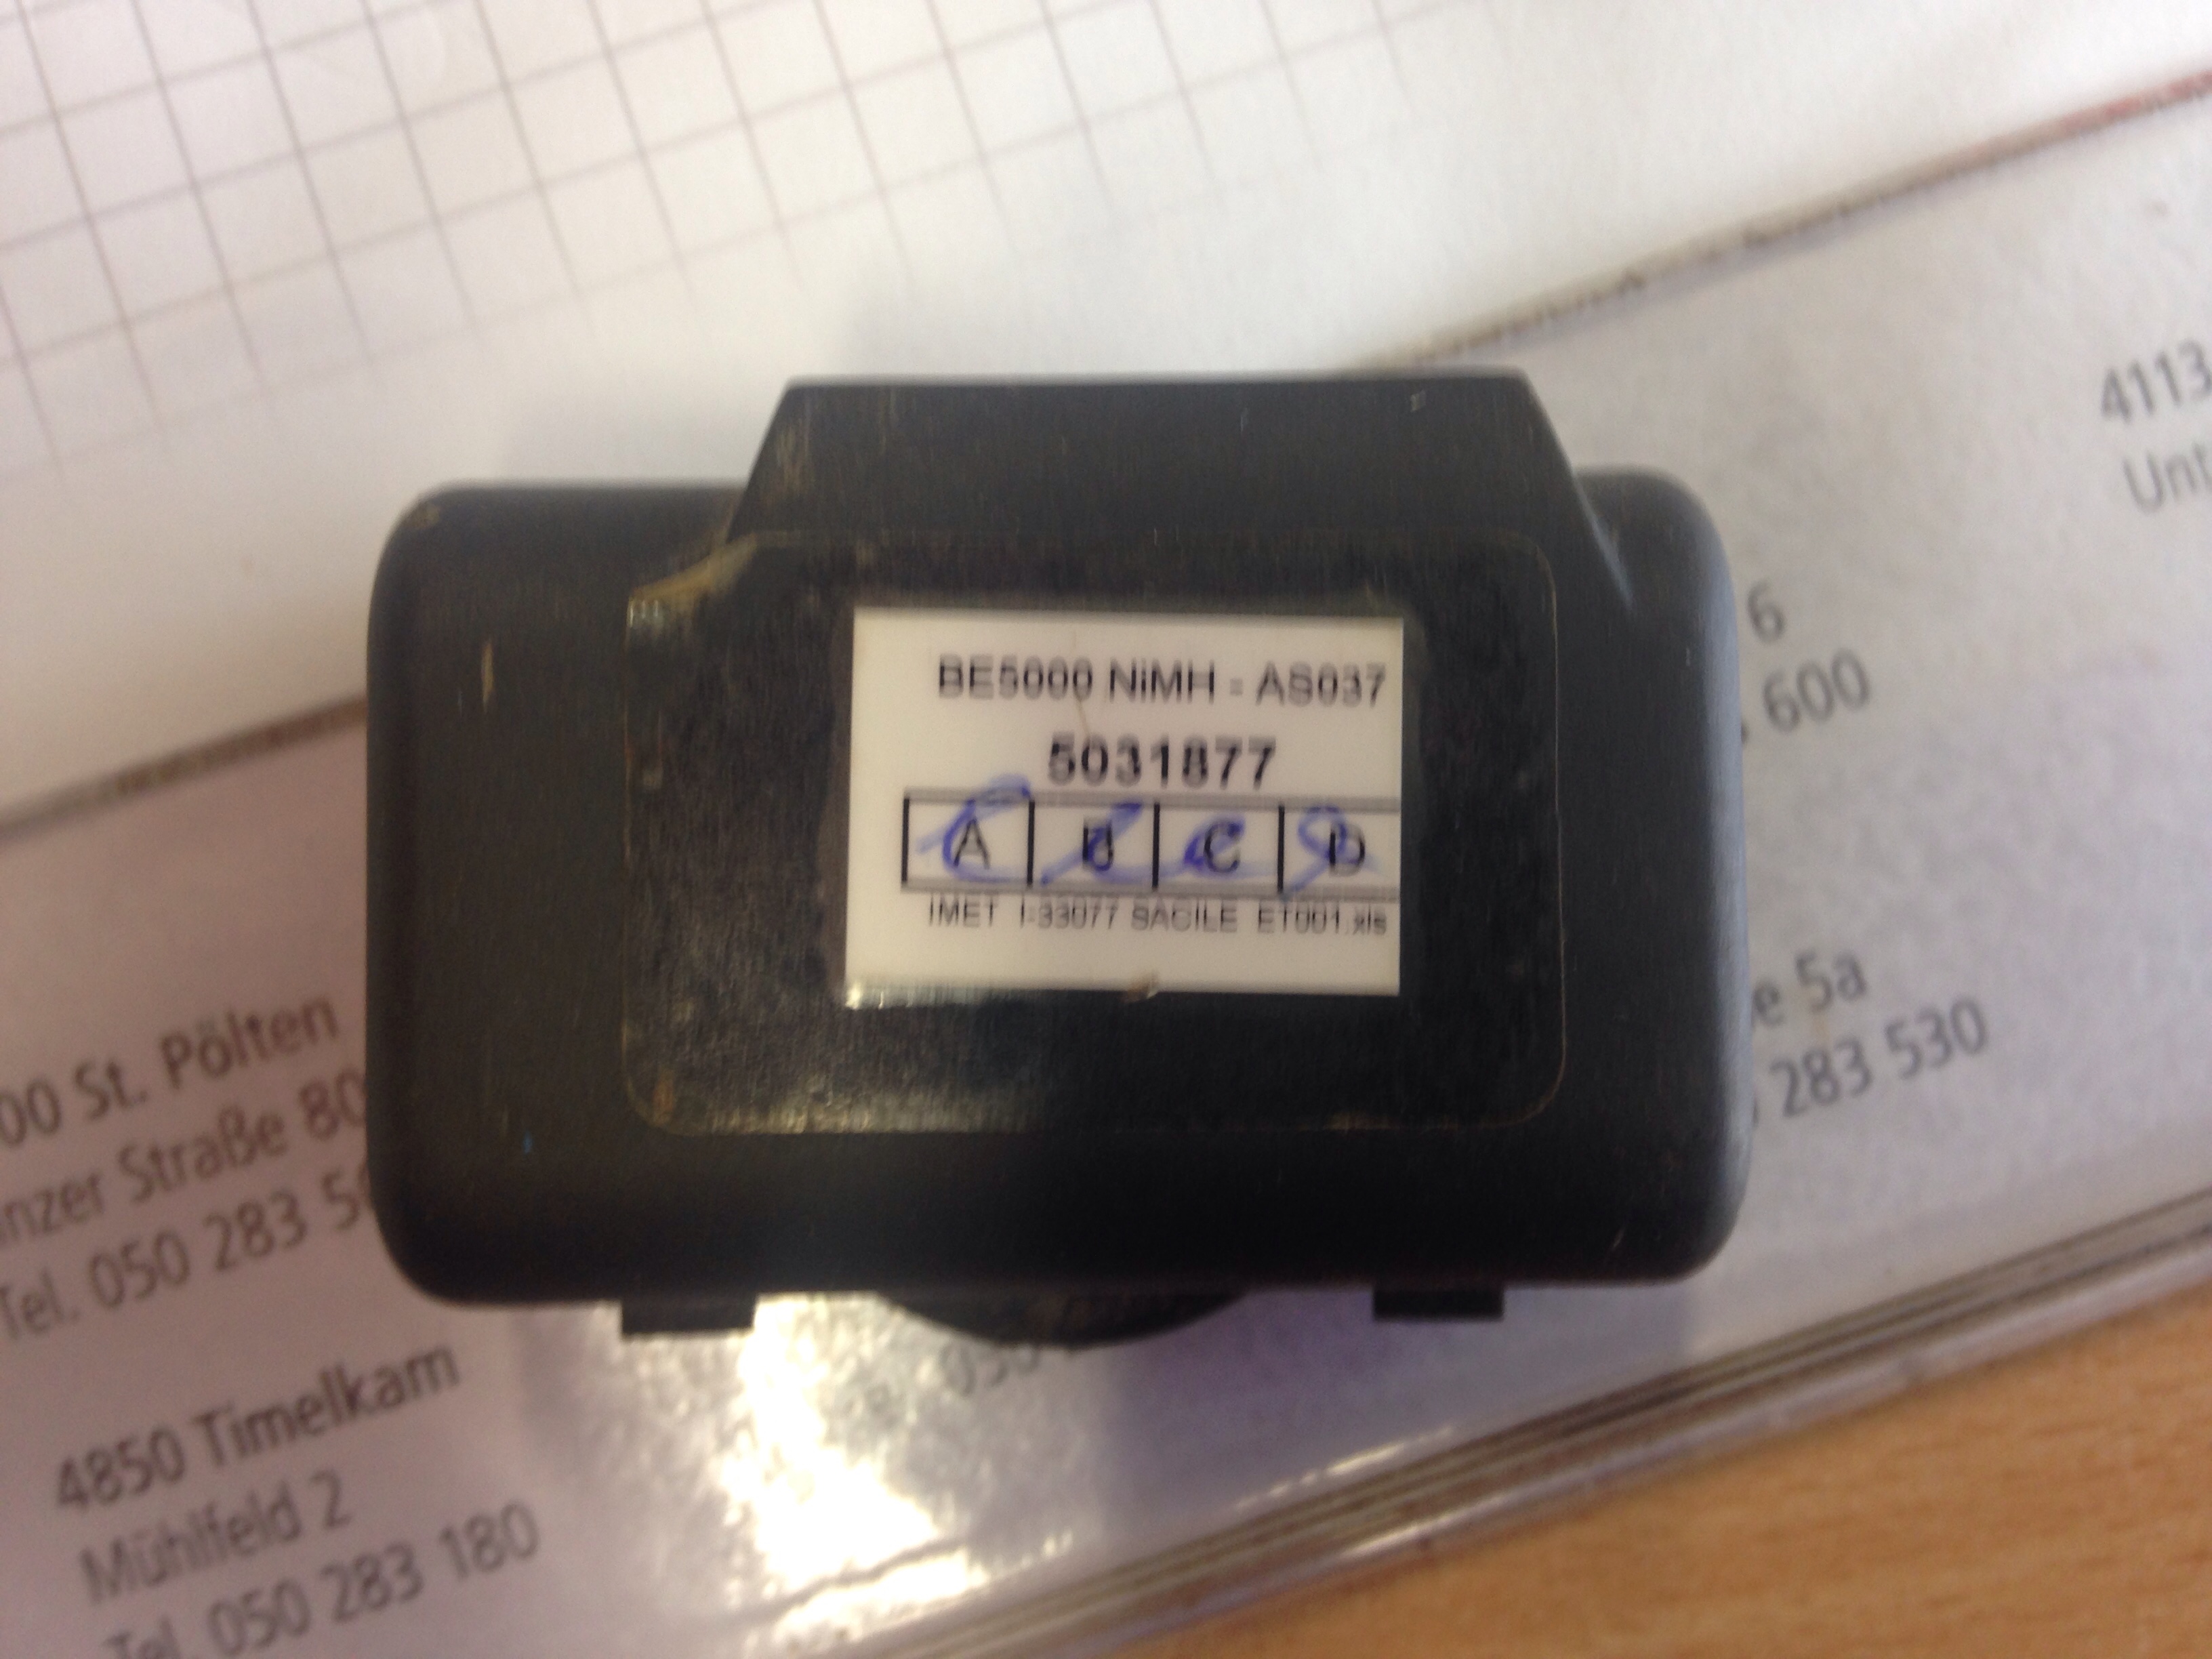 BE5000 NiMH - AS037
5031877
A B C D
IMET I-33077 SACILE ET001.xls
4113
Unt
6
600
e 5a
283 530
00 St. Pölten
nzer Straße 80
Tel. 050 283 5
4850 Timelkam
Mühlfeld 2
Tel. 050 283 180
050